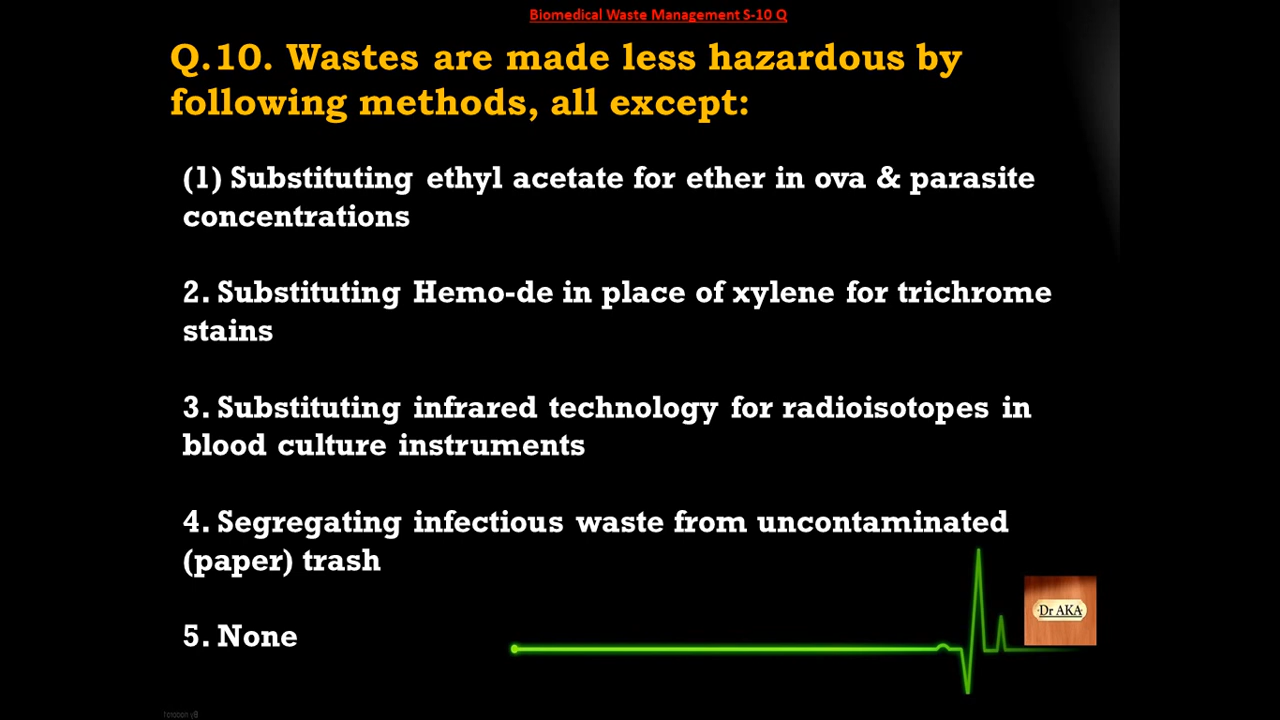 Biomedical Waste Management S-10 Q
Q.10. Wastes are made less hazardous by
following methods, all except:
(1) Substituting ethyl acetate for ether in ova & parasite
concentrations
2. Substituting Hemo-de in place of xylene for trichrome
stains
3. Substituting infrared technology for radioisotopes in
blood culture instruments
4. Segregating infectious waste from uncontaminated
(paper) trash
5. None
Dr AKA